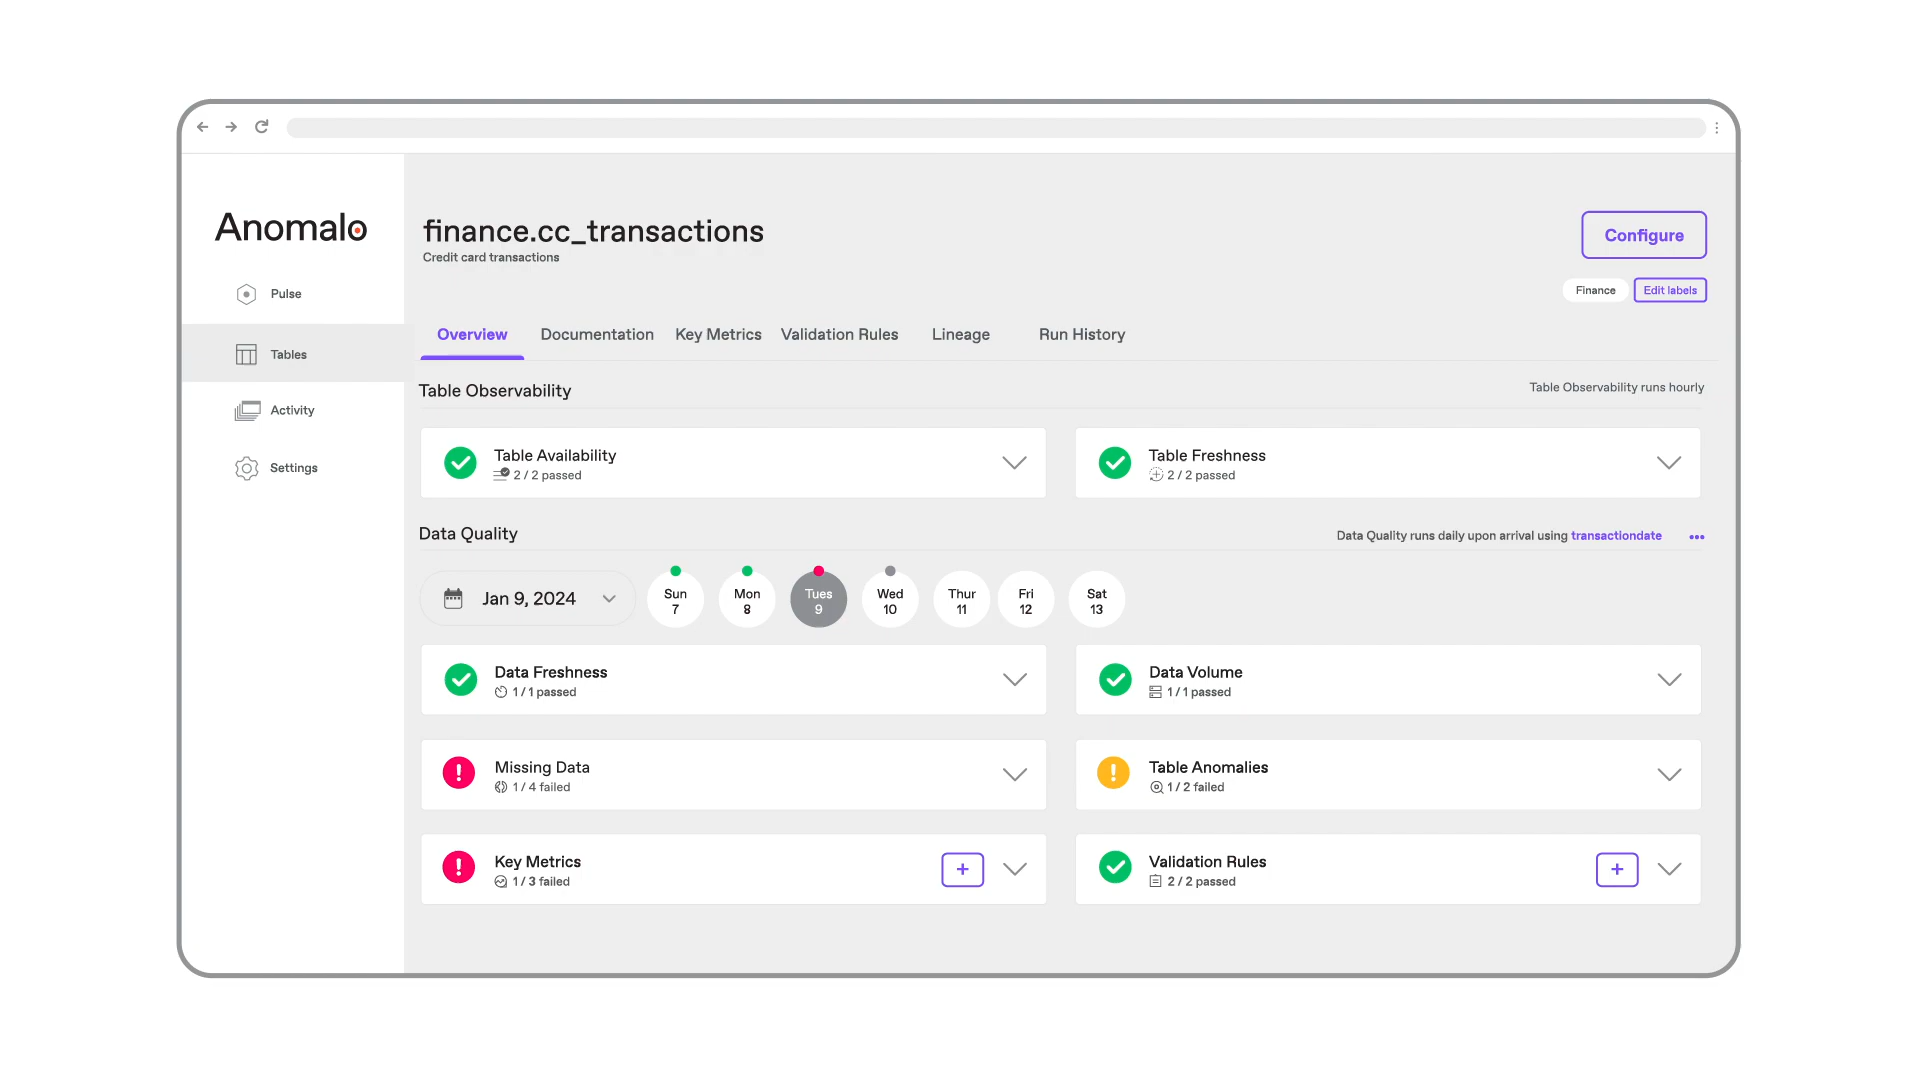 Anomalo
Pulse
Tables
Activity
Settings
finance.cc_transactions
Credit card transactions
Configure
Finance
Edit labels
Overview
Documentation
Key Metrics
Validation Rules
Lineage
Run History
Table Observability
Table Observability runs hourly
Table Availability
2 / 2 passed
Table Freshness
2 / 2 passed
Data Quality
Data Quality runs daily upon arrival using transactiondate
Jan 9, 2024
Sun
7
Mon
8
Tues
9
Wed
10
Thur
11
Fri
12
Sat
13
Data Freshness
1 / 1 passed
Data Volume
1 / 1 passed
Missing Data
1 / 4 failed
Table Anomalies
1 / 2 failed
Key Metrics
1 / 3 failed
Validation Rules
2 / 2 passed